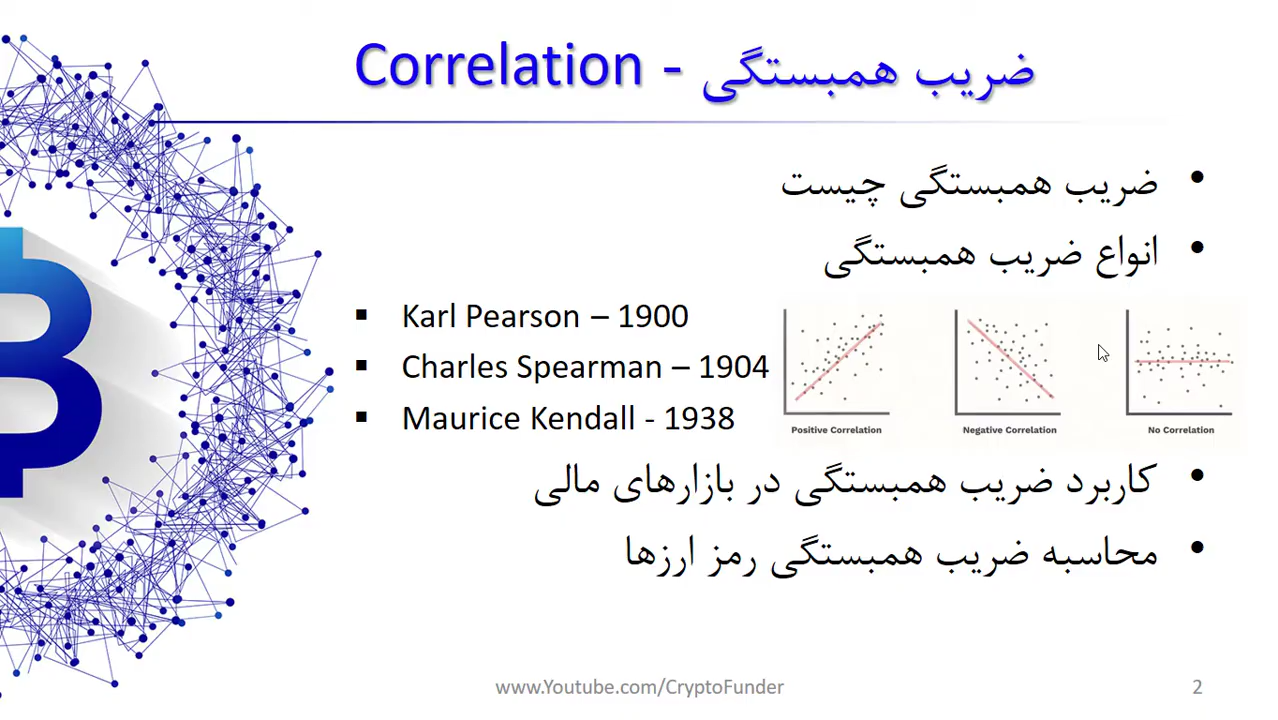 ضریب همبستگی - Correlation
• ضریب همبستگی چیست
• انواع ضریب همبستگی
▪ Karl Pearson – 1900
▪ Charles Spearman – 1904
▪ Maurice Kendall - 1938
Positive Correlation
Negative Correlation
No Correlation
• کاربرد ضریب همبستگی در بازارهای مالی
• محاسبه ضریب همبستگی رمز ارزها
www.Youtube.com/CryptoFunder
2